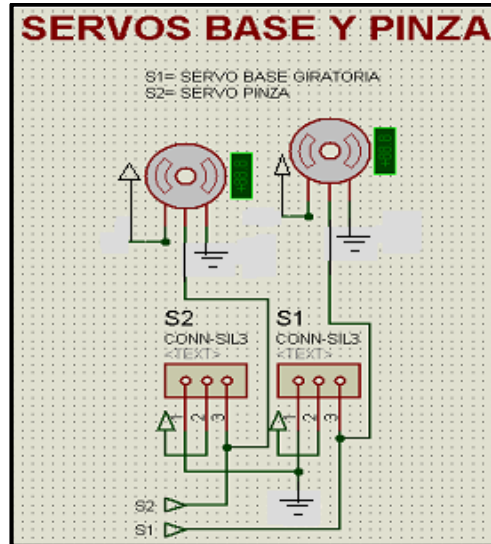 SERVOS BASE Y PINZA
S1= SERVO BASE GIRATORIA
S2= SERVO PINZA
S2
S1
CONN-SIL3
CONN-SIL3
<TEXT>
<TEXT>
1
2
3
1
2
3
S2
S1